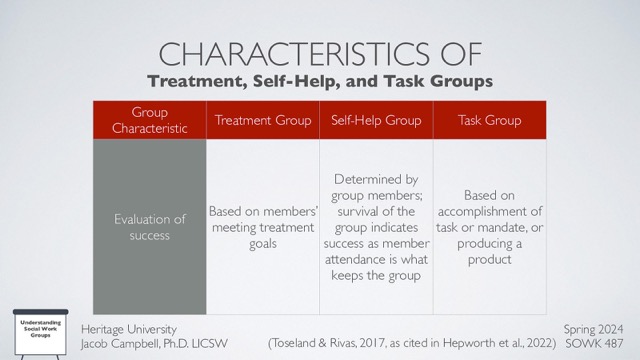 CHARACTERISTICS OF
Treatment, Self-Help, and Task Groups
Group
Characteristic
Treatment Group
Self-Help Group
Task Group
Evaluation of
success
Based on members'
meeting treatment
goals
Determined by
group members;
survival of the
group indicates
success as member
attendance is what
keeps the group
Based on
accomplishment of
task or mandate, or
producing a
product
Understanding
Social Work
Groups
Heritage University
Jacob Campbell, Ph.D. LICSW
(Toseland & Rivas, 2017, as cited in Hepworth et al., 2022)
Spring 2024
SOWK 487